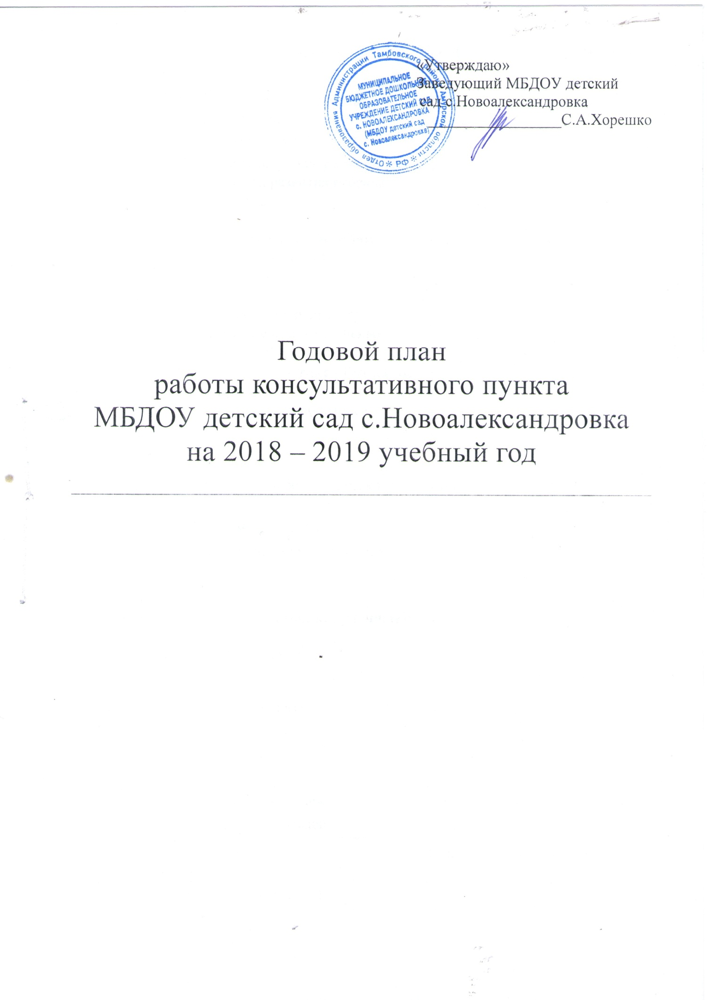 «Утверждаю»
Заведующий МБДОУ детский
сад с.Новоалександровка
_________________С.А.Хорешко
Отдел образования Администрации Тамбовского района Амурской области * РФ *
МУНИЦИПАЛЬНОЕ
БЮДЖЕТНОЕ ДОШКОЛЬНОЕ
ОБРАЗОВАТЕЛЬНОЕ
УЧРЕЖДЕНИЕ ДЕТСКИЙ САД
с. НОВОАЛЕКСАНДРОВКА
(МБДОУ детский сад
с. Новоалександровка)
Годовой план
работы консультативного пункта
МБДОУ детский сад с.Новоалександровка
на 2018 – 2019 учебный год